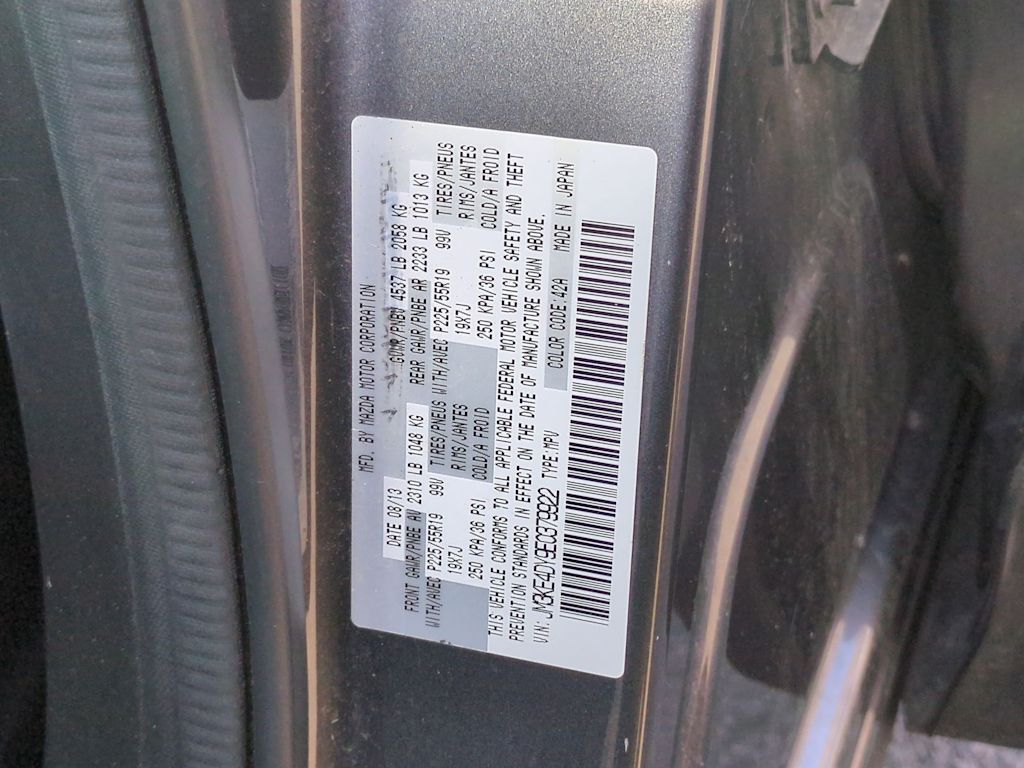 MFD. BY MAZDA MOTOR CORPORATION
DATE 08/13 GVWR/PNBV 4537 LB 2058 KG
FRONT GAWR/PNBE AV 2310 LB 1048 KG REAR GAWR/PNBE AR 2233 LB 1013 KG
WITH/AVEC P225/55R19 99V TIRES/PNEUS WITH/AVEC P225/55R19 99V TIRES/PNEUS
19X7J RIMS/JANTES 19X7J RIMS/JANTES
250 KPA/36 PSI COLD/A FROID 250 KPA/36 PSI COLD/A FROID
THIS VEHICLE CONFORMS TO ALL APPLICABLE FEDERAL MOTOR VEHICLE SAFETY AND THEFT
PREVENTION STANDARDS IN EFFECT ON THE DATE OF MANUFACTURE SHOWN ABOVE.
VIN:JM3KE4DY9E0379922 TYPE:MPV COLOR CODE:42A MADE IN JAPAN